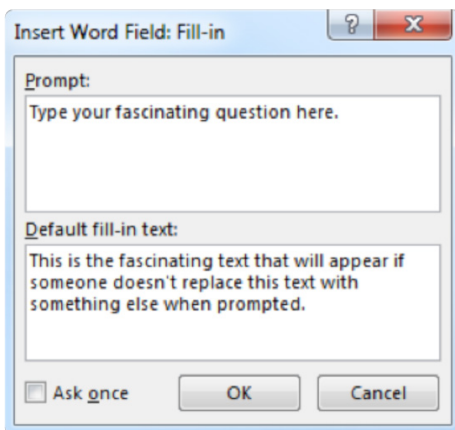 Insert Word Field: Fill-in
Prompt:
Type your fascinating question here.
Default fill-in text:
This is the fascinating text that will appear if
someone doesn't replace this text with
something else when prompted.
Ask once OK Cancel